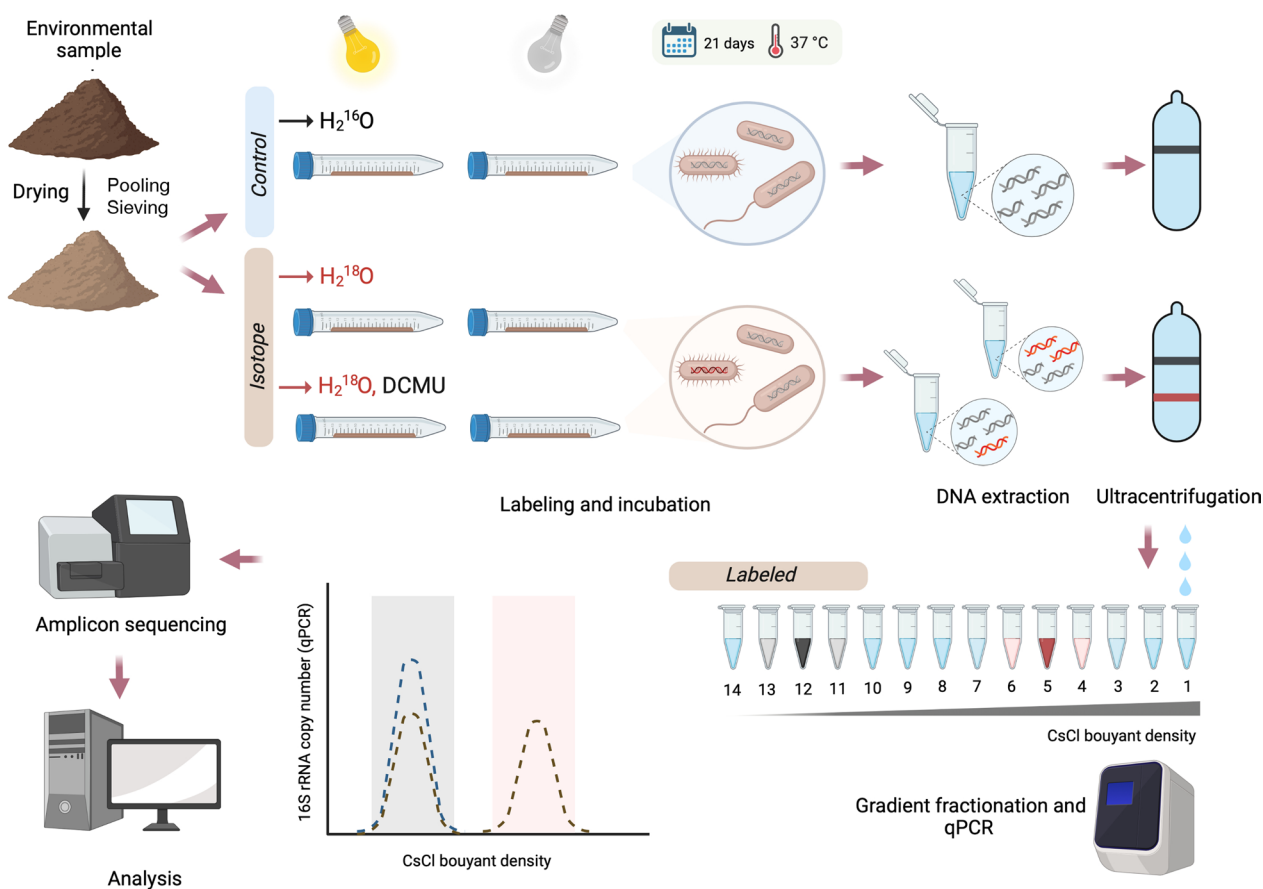 Environmental
sample
21 days
37 °C
Control
H₂¹⁶O
Drying
Pooling
Sieving
Isotope
H₂¹⁸O
H₂¹⁸O, DCMU
Labeling and incubation
DNA extraction
Ultracentrifugation
Labeled
14 13 12 11 10 9 8 7 6 5 4 3 2 1
CsCl bouyant density
Gradient fractionation and
qPCR
16S rRNA copy number (qPCR)
CsCl bouyant density
Amplicon sequencing
Analysis